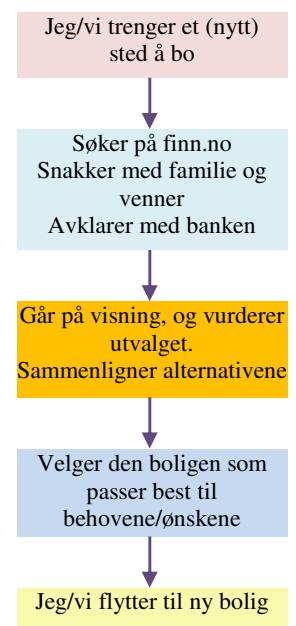 Jeg/vi trenger et (nytt)
sted å bo
Søker på finn.no
Snakker med familie og
venner
Avklarer med banken
Går på visning, og vurderer
utvalget.
Sammenligner alternativene
Velger den boligen som
passer best til
behovene/ønskene
Jeg/vi flytter til ny bolig